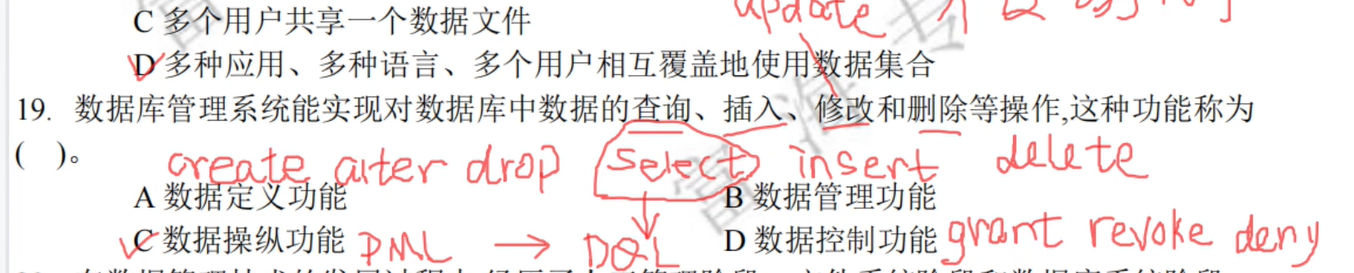 C 多个用户共享一个数据文件
update 个
D 多种应用、多种语言、多个用户相互覆盖地使用数据集合
19. 数据库管理系统能实现对数据库中数据的查询、插入、修改和删除等操作,这种功能称为
( )。
create alter drop select insert delete
A 数据定义功能 B 数据管理功能
C 数据操纵功能 DML → DQL D 数据控制功能 grant revoke deny